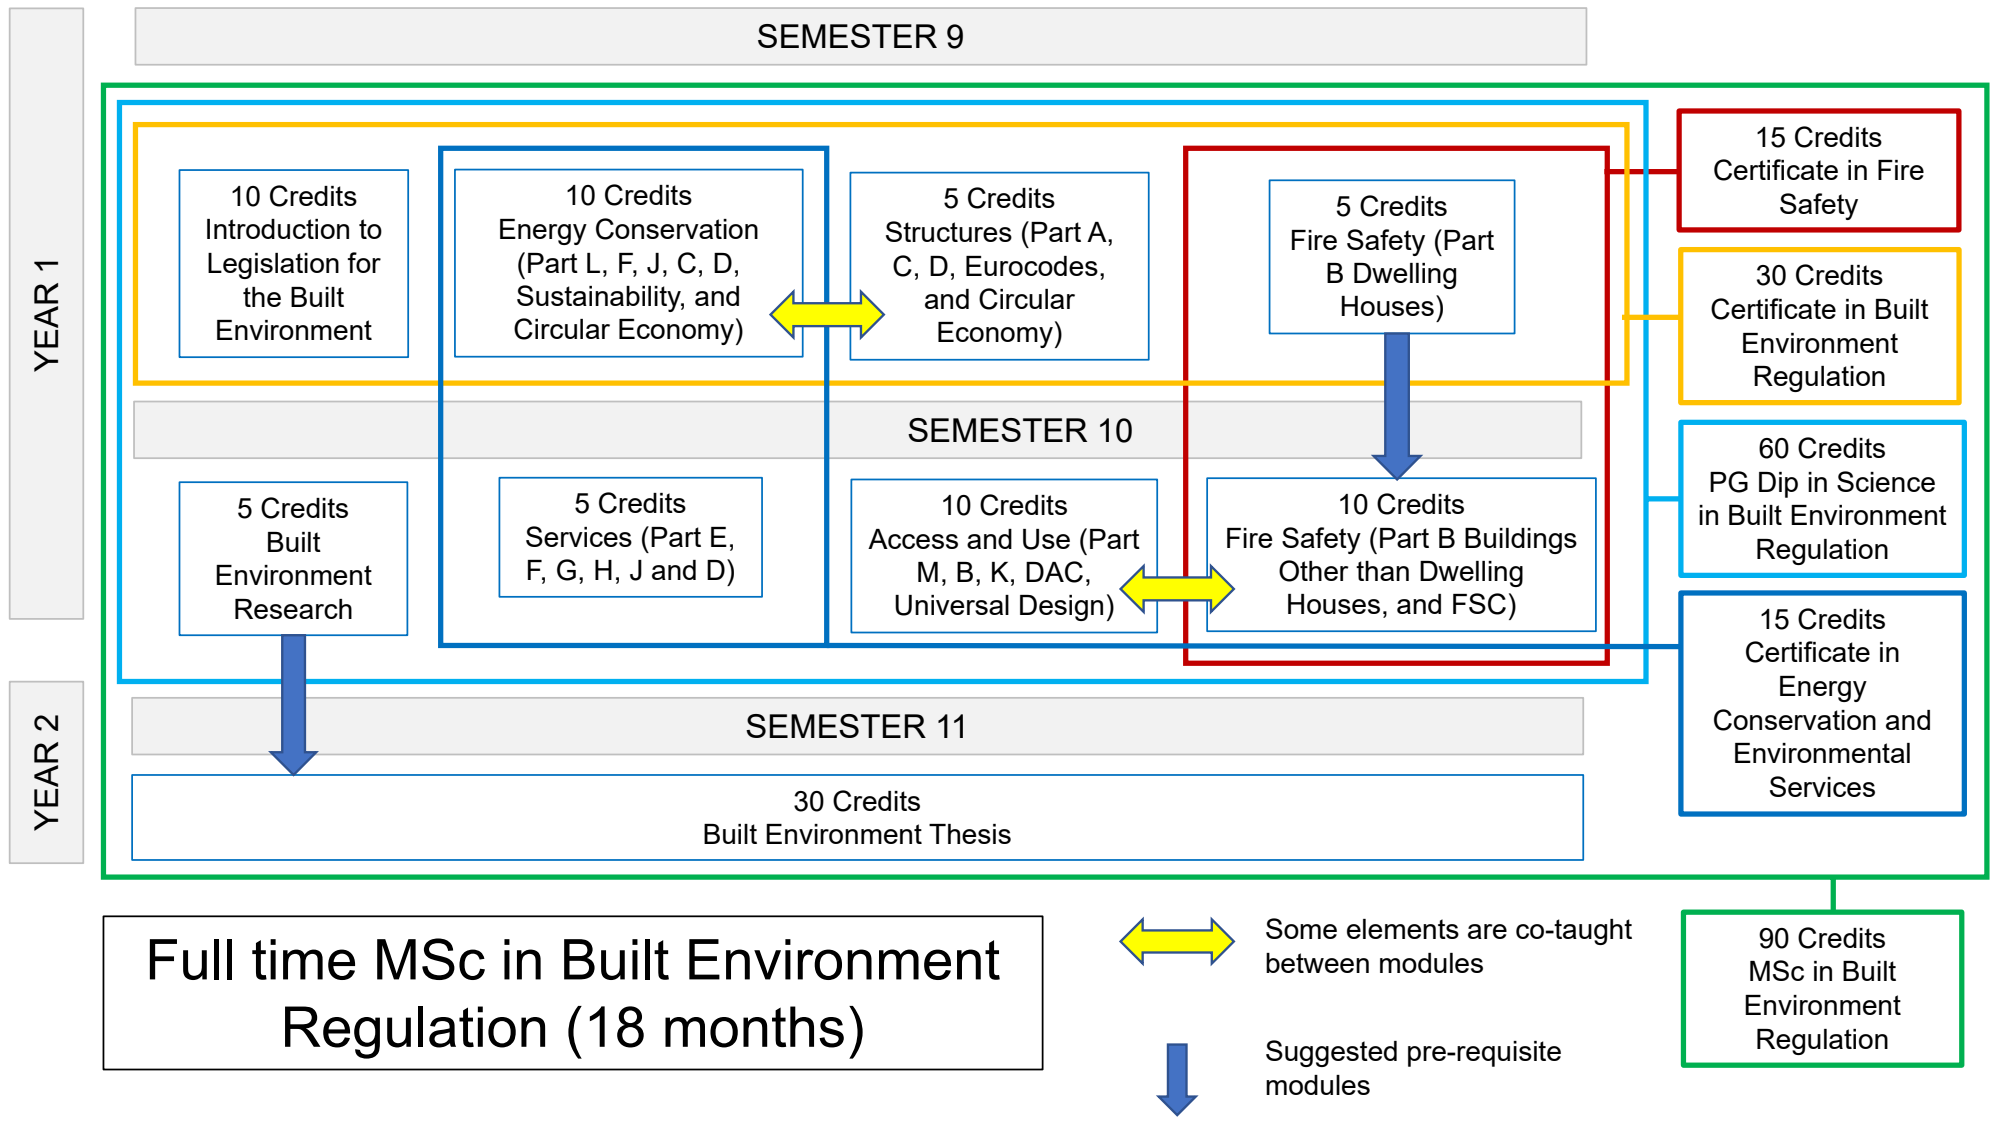 SEMESTER 9
YEAR 1
10 Credits
Introduction to
Legislation for
the Built
Environment
10 Credits
Energy Conservation
(Part L, F, J, C, D,
Sustainability, and
Circular Economy)
5 Credits
Structures (Part A,
C, D, Eurocodes,
and Circular
Economy)
5 Credits
Fire Safety (Part
B Dwelling
Houses)
15 Credits
Certificate in Fire
Safety
30 Credits
Certificate in Built
Environment
Regulation
SEMESTER 10
5 Credits
Built
Environment
Research
5 Credits
Services (Part E,
F, G, H, J and D)
10 Credits
Access and Use (Part
M, B, K, DAC,
Universal Design)
10 Credits
Fire Safety (Part B Buildings
Other than Dwelling
Houses, and FSC)
60 Credits
PG Dip in Science
in Built Environment
Regulation
15 Credits
Certificate in
Energy
Conservation and
Environmental
Services
YEAR 2
SEMESTER 11
30 Credits
Built Environment Thesis
Full time MSc in Built Environment
Regulation (18 months)
Some elements are co-taught
between modules
Suggested pre-requisite
modules
90 Credits
MSc in Built
Environment
Regulation